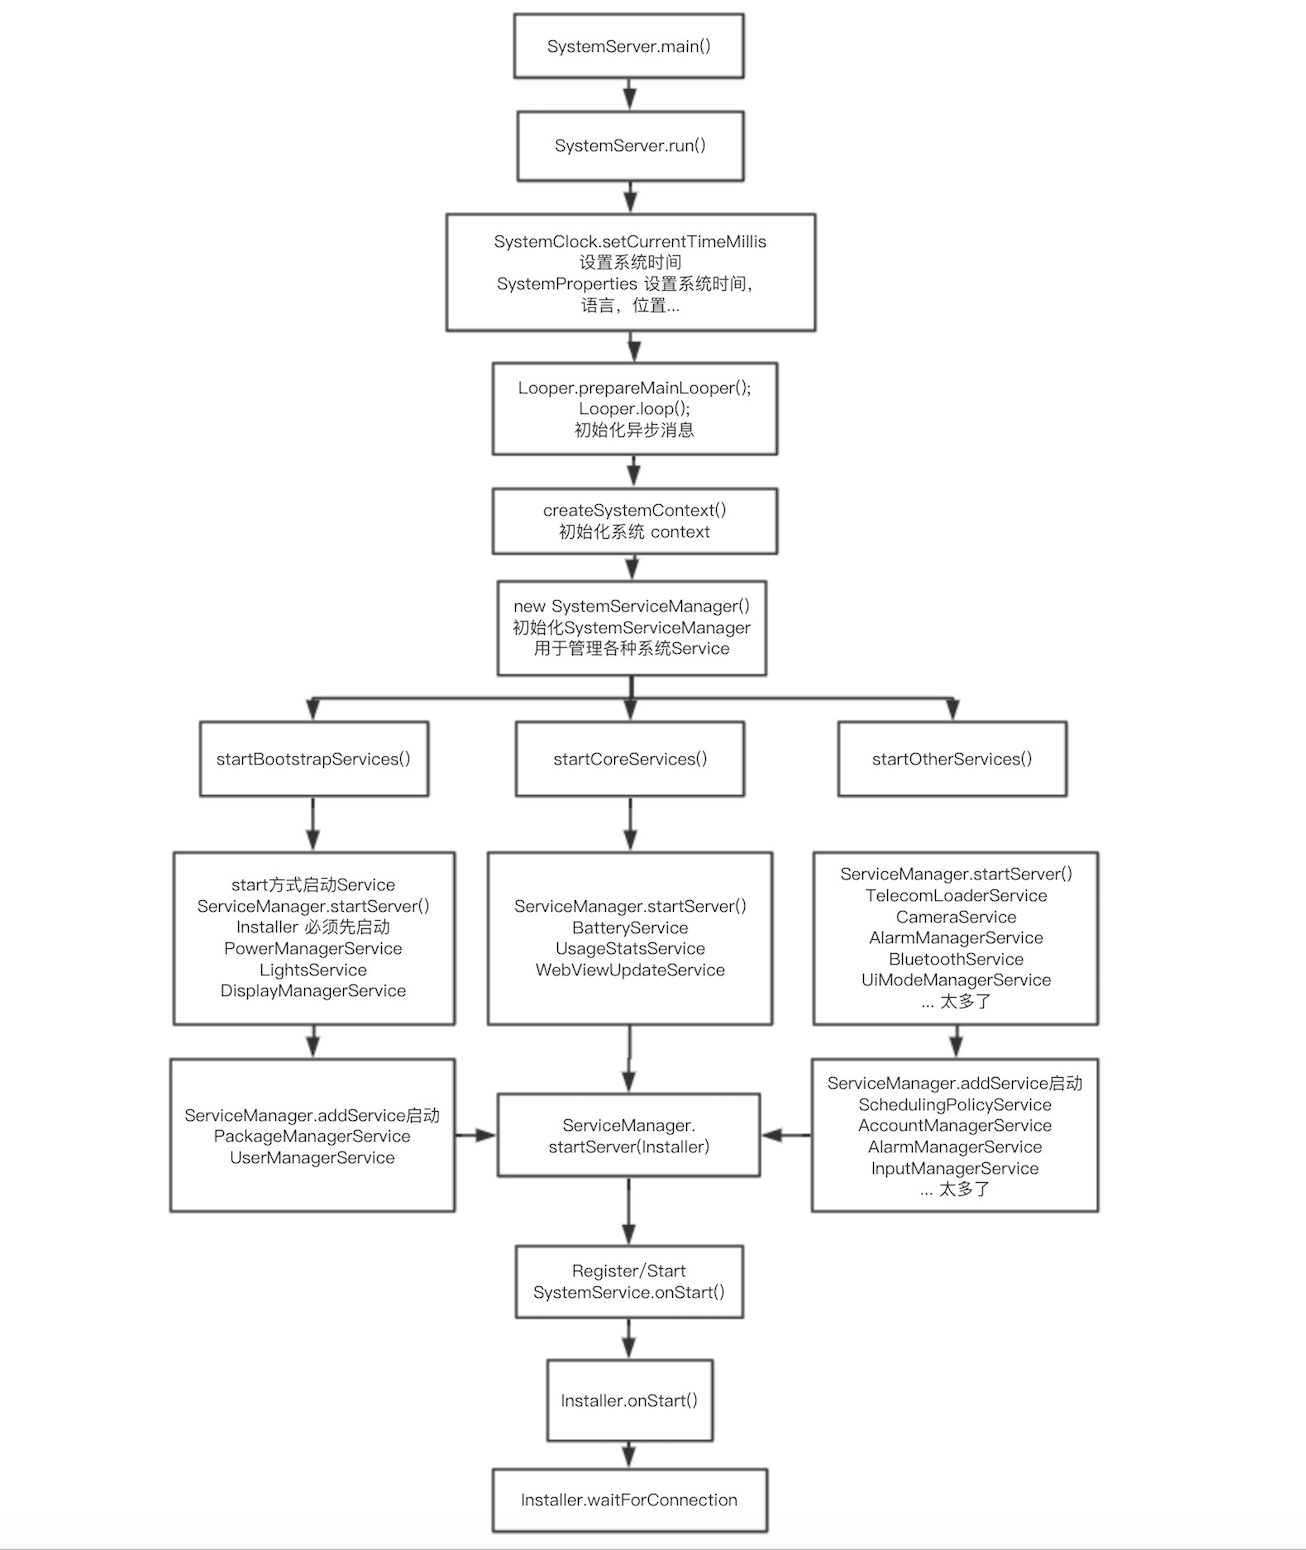 SystemServer.main()
SystemServer.run()
SystemClock.setCurrentTimeMillis
设置系统时间
SystemProperties 设置系统时间，
语言，位置...
Looper.prepareMainLooper();
Looper.loop();
初始化异步消息
createSystemContext()
初始化系统 context
new SystemServiceManager()
初始化SystemServiceManager
用于管理各种系统Service
startBootstrapServices()
startCoreServices()
startOtherServices()
start方式启动Service
ServiceManager.startServer()
Installer 必须先启动
PowerManagerService
LightsService
DisplayManagerService
ServiceManager.startServer()
BatteryService
UsageStatsService
WebViewUpdateService
ServiceManager.startServer()
TelecomLoaderService
CameraService
AlarmManagerService
BluetoothService
UiModeManagerService
... 太多了
ServiceManager.addService启动
PackageManagerService
UserManagerService
ServiceManager.
startServer(Installer)
ServiceManager.addService启动
SchedulingPolicyService
AccountManagerService
AlarmManagerService
InputManagerService
... 太多了
Register/Start
SystemService.onStart()
Installer.onStart()
Installer.waitForConnection